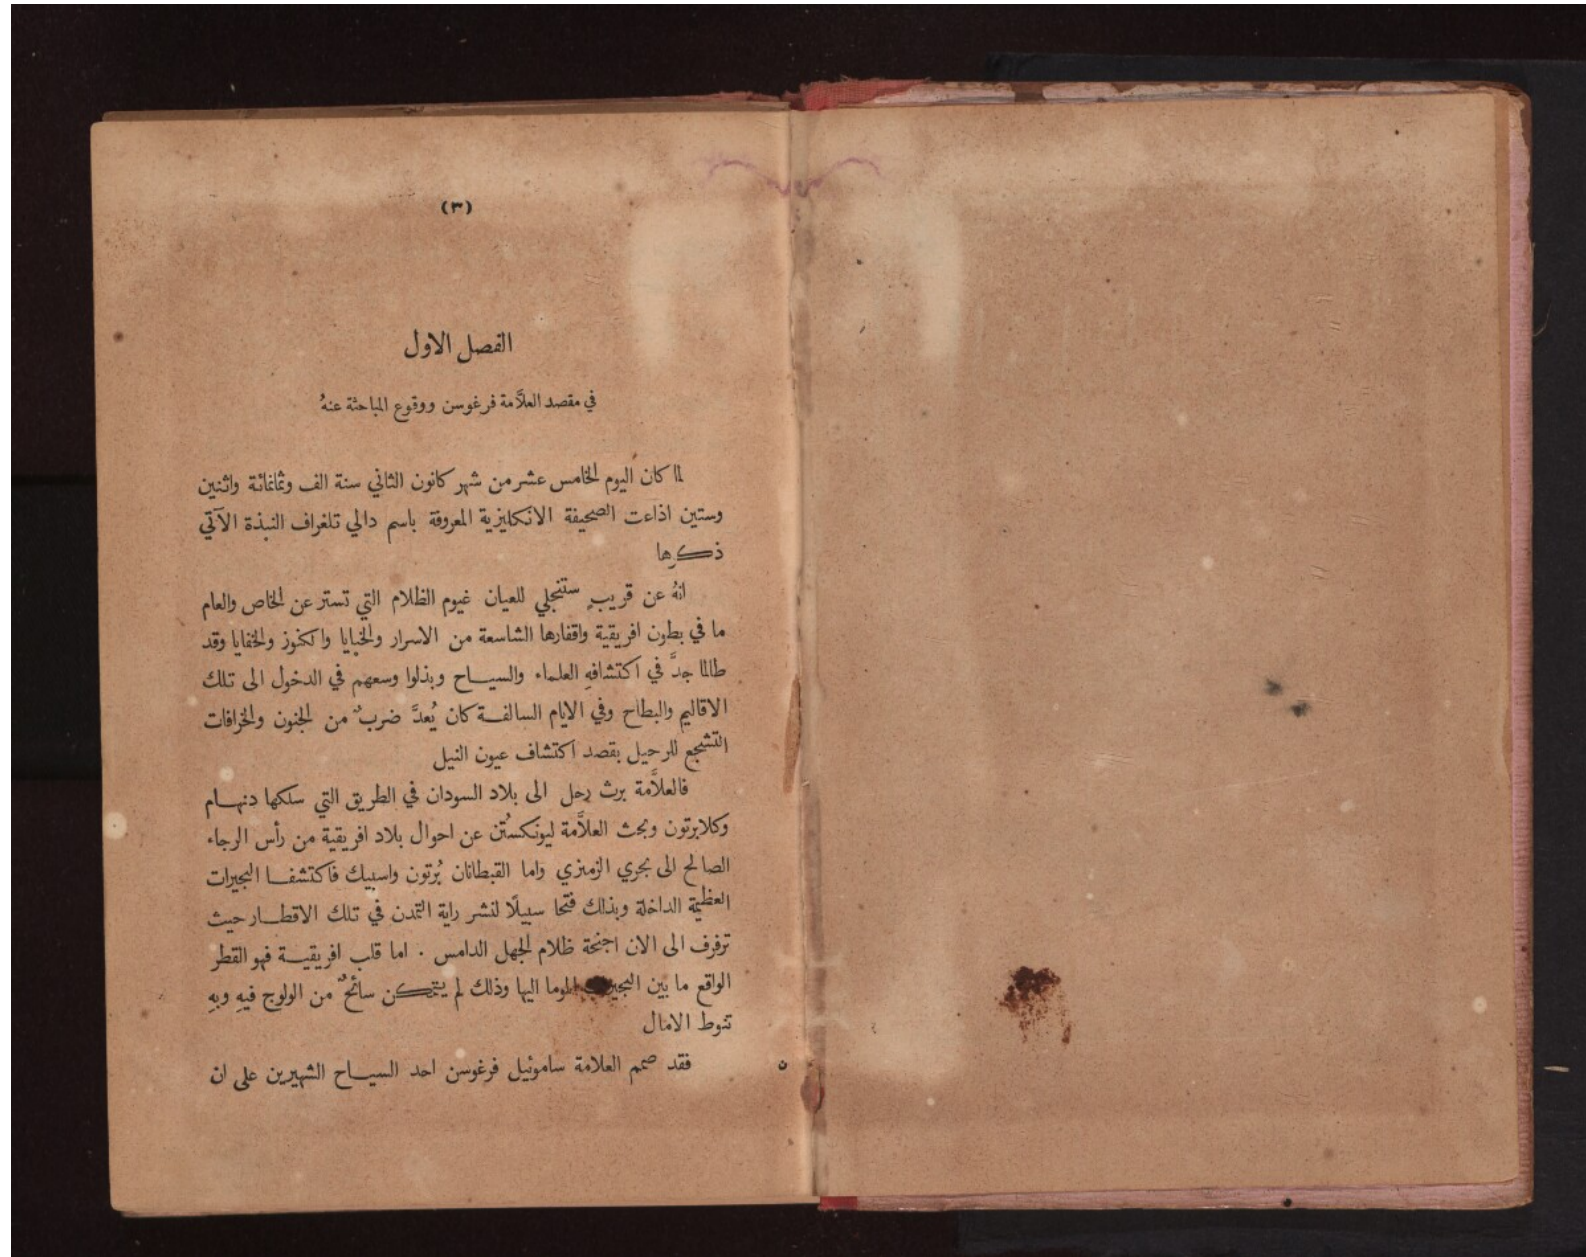 (٣)
الفصل الاول
في مقصد العلاَّمة فرغوسن ووقوع المباحثة عنهُ
لما كان اليوم الخامس عشر من شهر كانون الثاني سنة الف وثمانمائة واثنين
وستين اذاعت الصحيفة الانكليزية المعروفة باسم دالي تلغراف النبذة الآتي
ذكرها
انهُ عن قريبٍ ستنجلي للعيان غيوم الظلام التي تستر عن الخاص والعام
ما في بطون افريقية واقفارها الشاسعة من الاسرار والخبايا والكنوز والخفايا وقد
طالما جدَّ في اكتشافهِ العلماء والسياح وبذلوا وسعهم في الدخول الى تلك
الاقاليم والبطاح وفي الايام السالفة كان يُعدَّ ضربٌ من الجنون والخرافات
التشجع للرحيل بقصد اكتشاف عيون النيل
فالعلاَّمة برث رحل الى بلاد السودان في الطريق التي سلكها دنهام
وكلابرتون وبحث العلاَّمة ليونكستُن عن احوال بلاد افريقية من رأس الرجاء
الصالح الى مجرى الزمبزي واما القبطانان بُرتون واسبيك فاكتشفا البحيرات
العظيمة الداخلة وبذلك فتحا سبيلًا لنشر راية التمدن في تلك الاقطار حيث
ترفرف الى الان اجنحة ظلام الجهل الدامس . اما قلب افريقية فهو القطر
الواقع ما بين الموما اليها وذلك لم يتمكن سائحٌ من الولوج فيهِ وبهِ
تنوط الامال
فقد صمم العلامة ساموئيل فرغوسن احد السياح الشهيرين على ان
ن